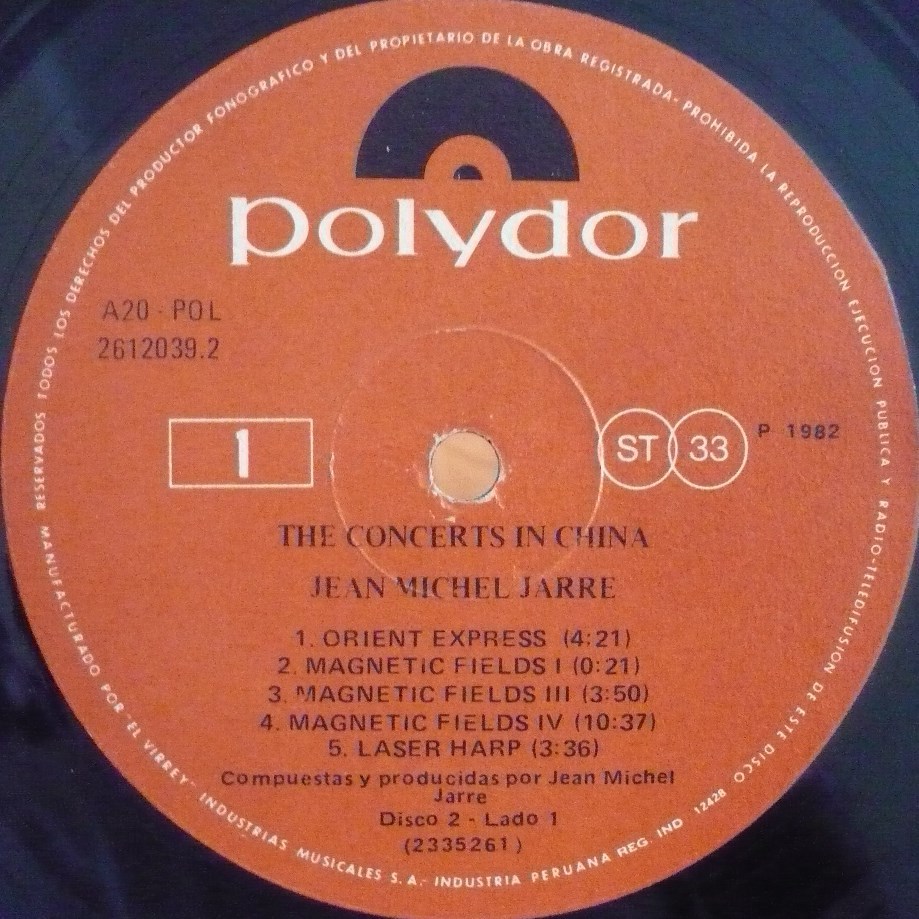 MANUFACTURADO POR "EL VIRREY" - INDUSTRIAS MUSICALES S.A.- INDUSTRIA PERUANA REG. IND 12428
RESERVADOS TODOS LOS DERECHOS DEL PRODUCTOR FONOGRAFICO Y DEL PROPIETARIO DE LA OBRA REGISTRADA- PROHIBIDA LA REPRODUCCION EJECUCION PUBLICA Y RADIO-TELEDIFUSION DE ESTE DISCO
polydor
A20 - POL
2612039.2
1
ST 33 P 1982
THE CONCERTS IN CHINA
JEAN MICHEL JARRE
1. ORIENT EXPRESS (4:21)
2. MAGNETIC FIELDS I (0:21)
3. MAGNETIC FIELDS III (3:50)
4. MAGNETIC FIELDS IV (10:37)
5. LASER HARP (3:36)
Compuestas y producidas por Jean Michel
Jarre
Disco 2 - Lado 1
(2335261)